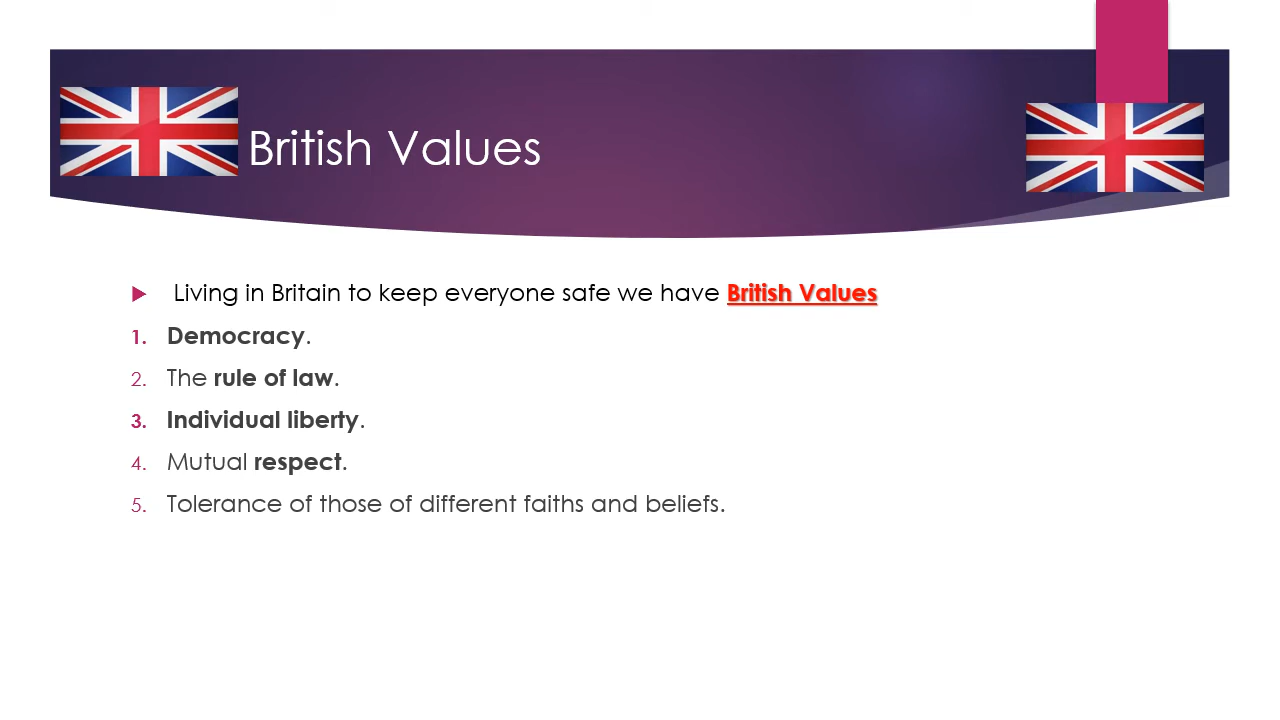 British Values
Living in Britain to keep everyone safe we have British Values
1. Democracy.
2. The rule of law.
3. Individual liberty.
4. Mutual respect.
5. Tolerance of those of different faiths and beliefs.